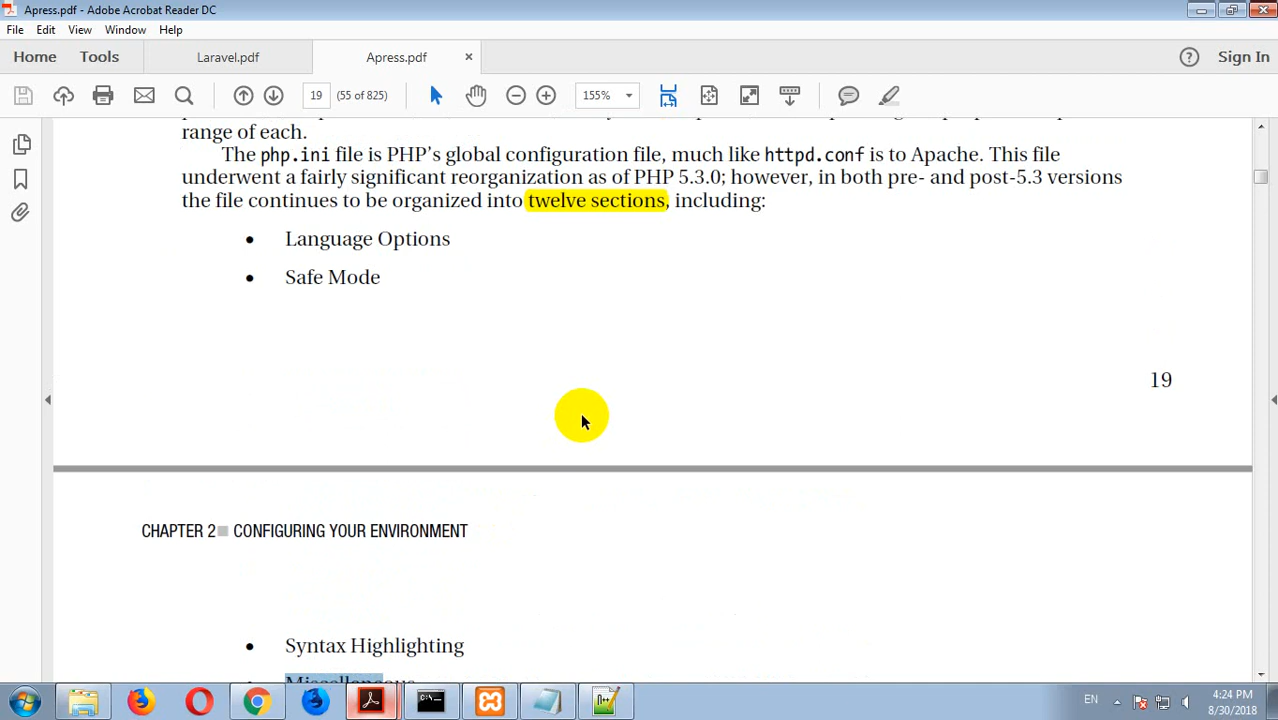 Apress.pdf - Adobe Acrobat Reader DC
File Edit View Window Help
Home Tools Laravel.pdf Apress.pdf × ? Sign In
19 (55 of 825) 155%
range of each.
The php.ini file is PHP's global configuration file, much like httpd.conf is to Apache. This file
underwent a fairly significant reorganization as of PHP 5.3.0; however, in both pre- and post-5.3 versions
the file continues to be organized into twelve sections, including:
• Language Options
• Safe Mode
19
CHAPTER 2 ■ CONFIGURING YOUR ENVIRONMENT
• Syntax Highlighting
• Miscellaneous
EN 4:24 PM
8/30/2018